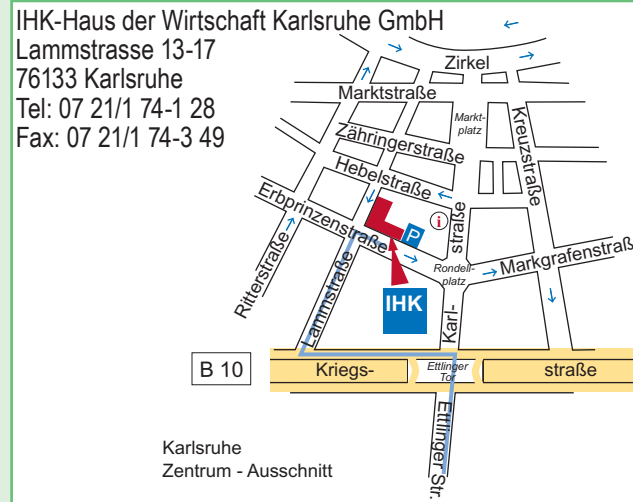 IHK-Haus der Wirtschaft Karlsruhe GmbH
Lammstrasse 13-17
76133 Karlsruhe
Tel: 07 21/1 74-1 28
Fax: 07 21/1 74-3 49
Zirkel
Marktstraße
Markt-
platz
Kreuzstraße
Zähringerstraße
Hebelstraße
Erbprinzenstraße
i
P
straße
Karl-
Rondell-
platz
Markgrafenstraß
Ritterstraße
Lammstraße
IHK
B 10
Kriegs-
Ettlinger
Tor
straße
Ettlinger Str.
Karlsruhe
Zentrum - Ausschnitt